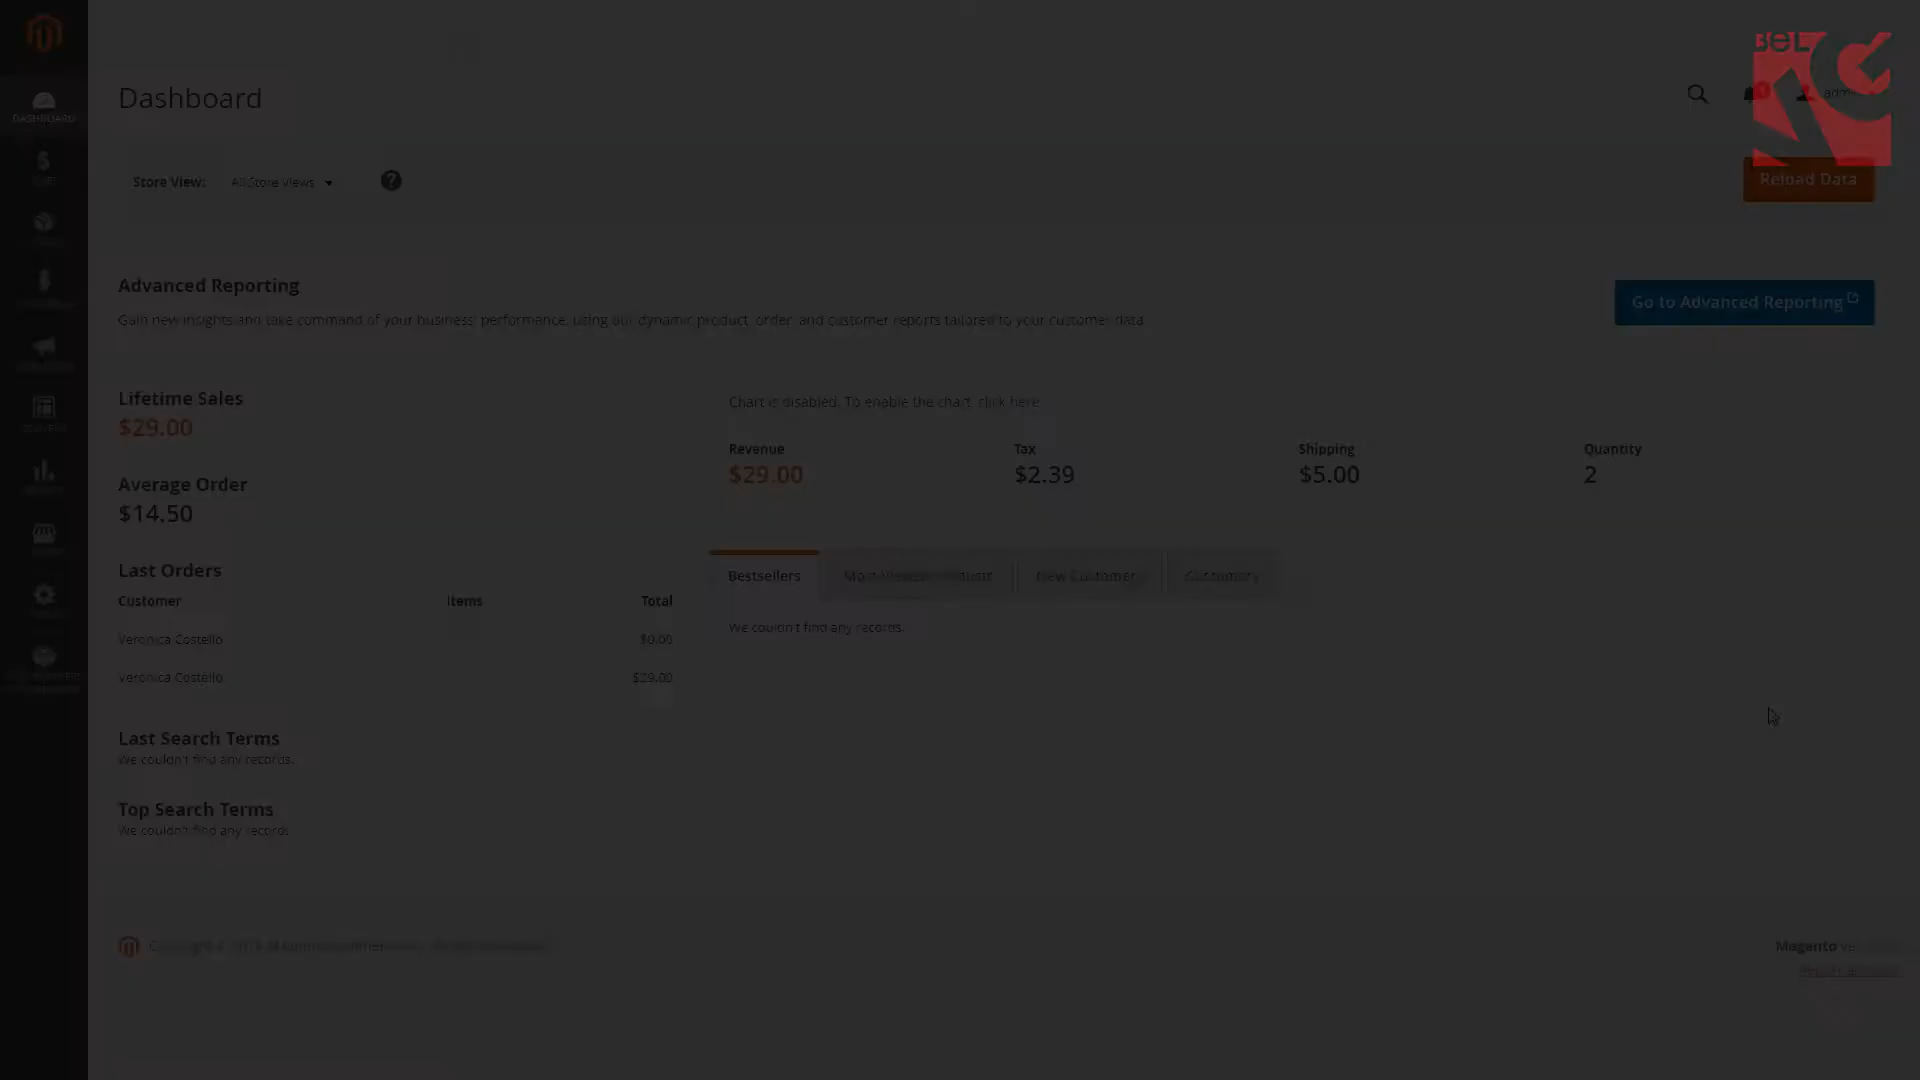 BelVG
Dashboard
DASHBOARD
Store View: All Store Views
Reload Data
Advanced Reporting
Gain new insights and take command of your business' performance, using our dynamic product, order, and customer reports tailored to your customer data.
Go to Advanced Reporting
Lifetime Sales
$29.00
Chart is disabled. To enable the chart, click here.
Revenue Tax Shipping Quantity
$29.00 $2.39 $5.00 2
Average Order
$14.50
Last Orders
Customer Items Total
Veronica Costello $0.00
Veronica Costello $29.00
Bestsellers Most Viewed Products New Customers Customers
We couldn't find any records.
Last Search Terms
We couldn't find any records.
Top Search Terms
We couldn't find any records.
Magento